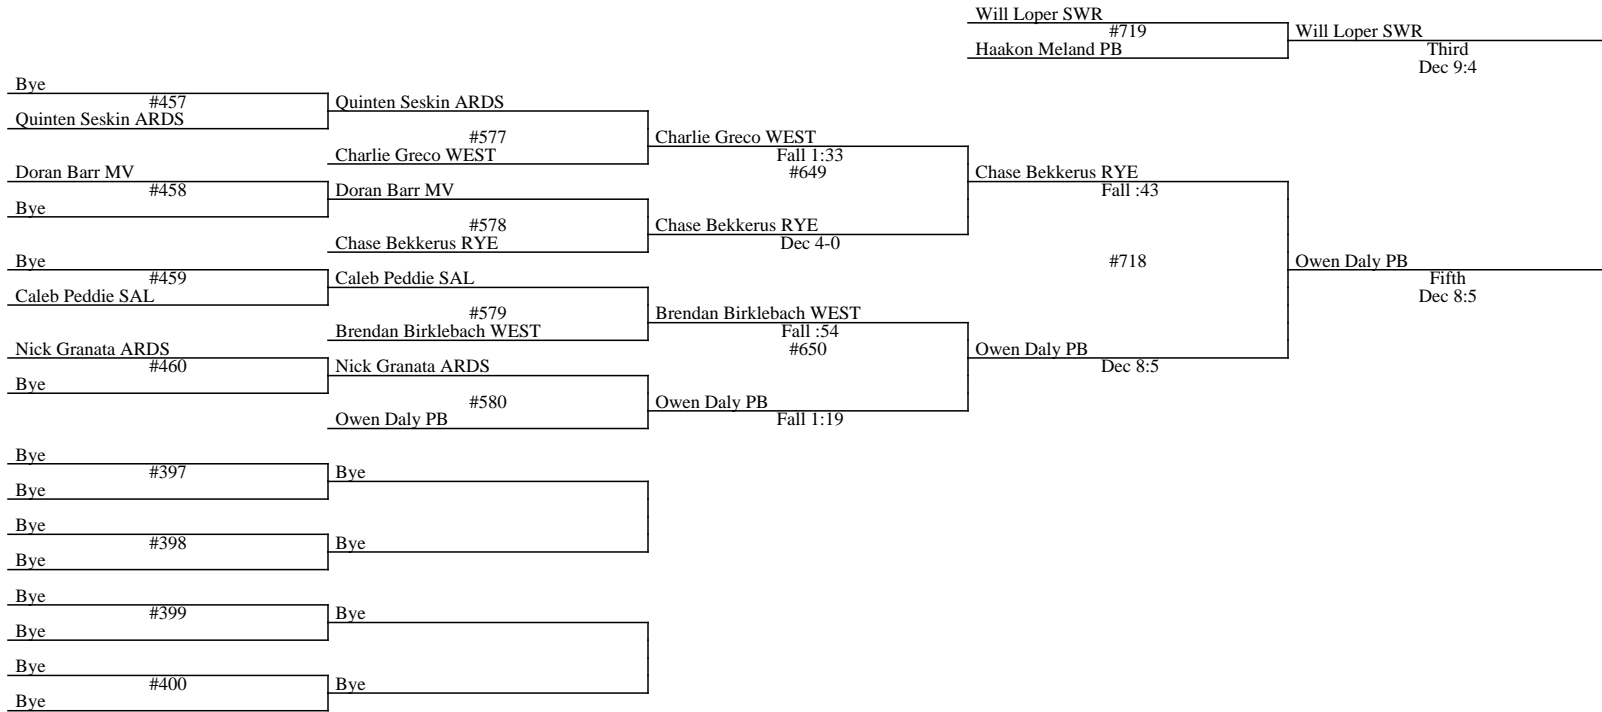 Will Loper SWR
#719
Haakon Meland PB
Will Loper SWR
Third
Dec 9:4
Bye
#457
Quinten Seskin ARDS
Quinten Seskin ARDS
#577
Charlie Greco WEST
Charlie Greco WEST
Fall 1:33
#649
Doran Barr MV
#458
Bye
Doran Barr MV
#578
Chase Bekkerus RYE
Chase Bekkerus RYE
Dec 4-0
Chase Bekkerus RYE
Fall :43
#718
Owen Daly PB
Fifth
Dec 8:5
Bye
#459
Caleb Peddie SAL
Caleb Peddie SAL
#579
Brendan Birklebach WEST
Brendan Birklebach WEST
Fall :54
#650
Owen Daly PB
Dec 8:5
Nick Granata ARDS
#460
Bye
Nick Granata ARDS
#580
Owen Daly PB
Owen Daly PB
Fall 1:19
Bye
#397
Bye
Bye
Bye
#398
Bye
Bye
Bye
#399
Bye
Bye
Bye
#400
Bye
Bye